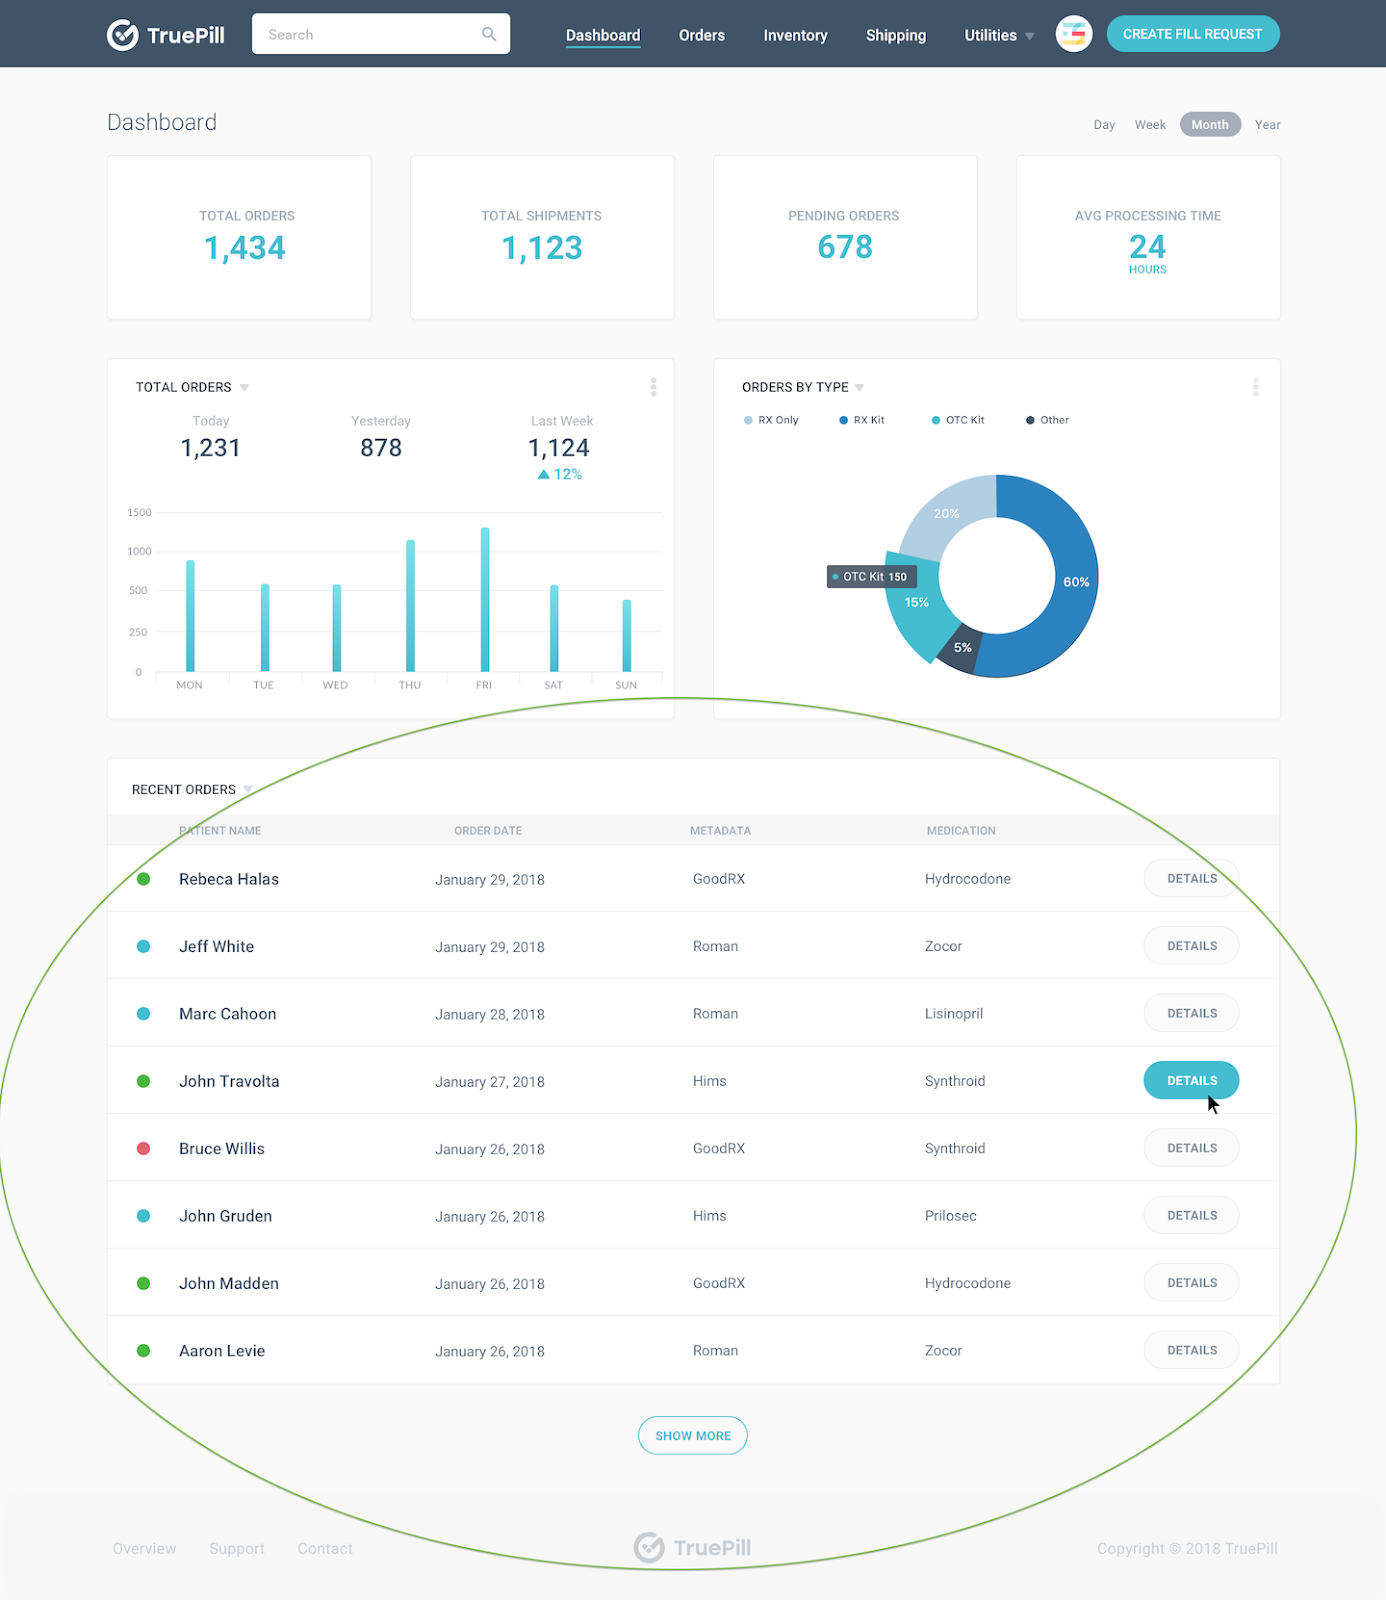 TruePill Search Dashboard Orders Inventory Shipping Utilities CREATE FILL REQUEST
Dashboard Day Week Month Year
TOTAL ORDERS TOTAL SHIPMENTS PENDING ORDERS AVG PROCESSING TIME
1,434 1,123 678 24
HOURS
TOTAL ORDERS
Today Yesterday Last Week
1,231 878 1,124
12%
1500
1000
500
250
0
MON TUE WED THU FRI SAT SUN
ORDERS BY TYPE
RX Only RX Kit OTC Kit Other
20%
OTC Kit 150
60%
15%
5%
RECENT ORDERS
PATIENT NAME ORDER DATE METADATA MEDICATION
Rebeca Halas January 29, 2018 GoodRX Hydrocodone DETAILS
Jeff White January 29, 2018 Roman Zocor DETAILS
Marc Cahoon January 28, 2018 Roman Lisinopril DETAILS
John Travolta January 27, 2018 Hims Synthroid DETAILS
Bruce Willis January 26, 2018 GoodRX Synthroid DETAILS
John Gruden January 26, 2018 Hims Prilosec DETAILS
John Madden January 26, 2018 GoodRX Hydrocodone DETAILS
Aaron Levie January 26, 2018 Roman Zocor DETAILS
SHOW MORE
Overview Support Contact TruePill Copyright © 2018 TruePill